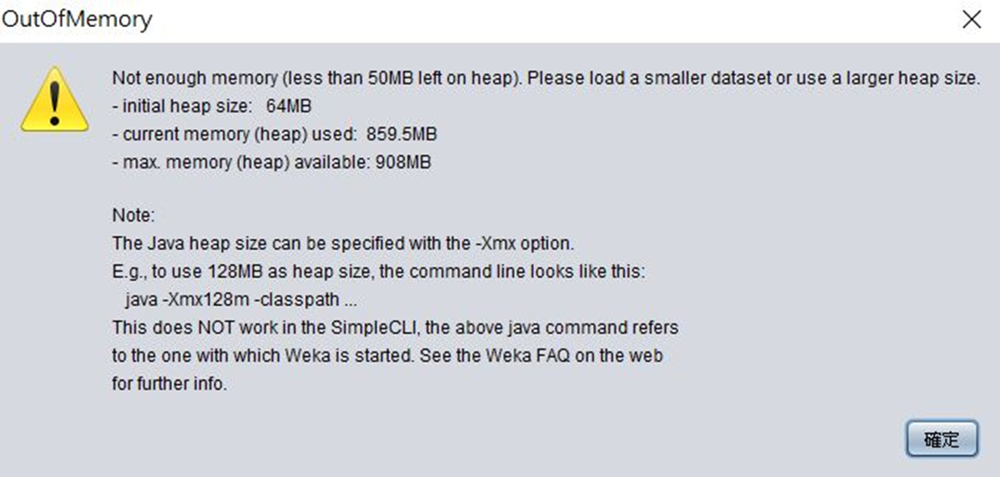 OutOfMemory
Not enough memory (less than 50MB left on heap). Please load a smaller dataset or use a larger heap size.
- initial heap size:   64MB
- current memory (heap) used:  859.5MB
- max. memory (heap) available: 908MB
Note:
The Java heap size can be specified with the -Xmx option.
E.g., to use 128MB as heap size, the command line looks like this:
java -Xmx128m -classpath ...
This does NOT work in the SimpleCLI, the above java command refers
to the one with which Weka is started. See the Weka FAQ on the web
for further info.
確定